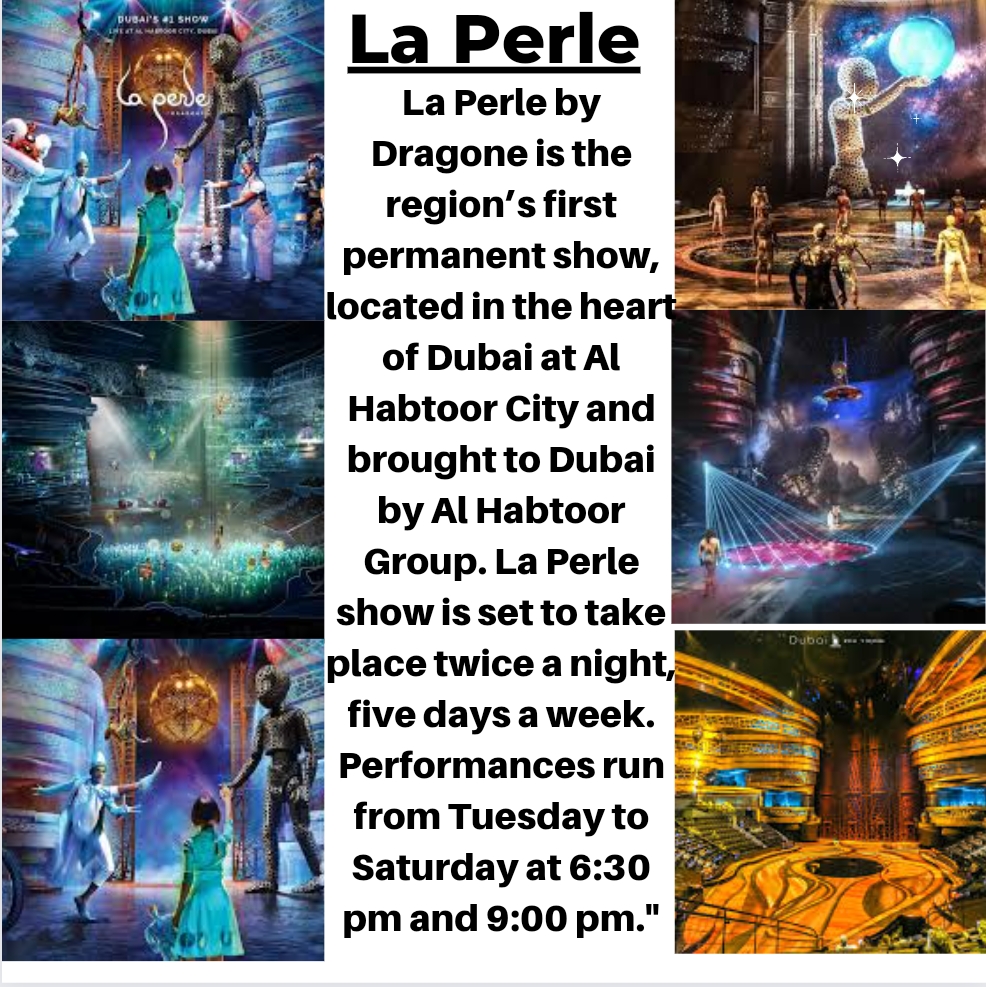 DUBAI'S #1 SHOW
LIVE AT AL HABTOOR CITY, DUBAI
la perle
La Perle
La Perle by
Dragone is the
region’s first
permanent show,
located in the heart
of Dubai at Al
Habtoor City and
brought to Dubai
by Al Habtoor
Group. La Perle
show is set to take
place twice a night,
five days a week.
Performances run
from Tuesday to
Saturday at 6:30
pm and 9:00 pm."
Dubai